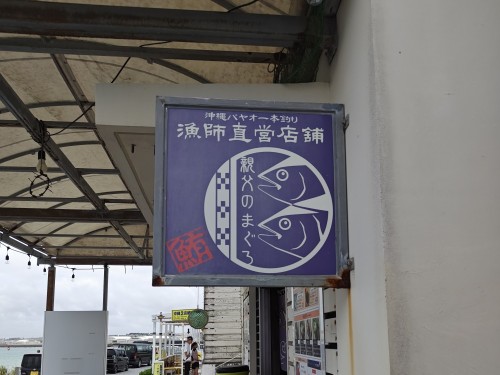 沖縄パヤオ一本釣り
漁師直営店舗
親父のまぐろ
鮪